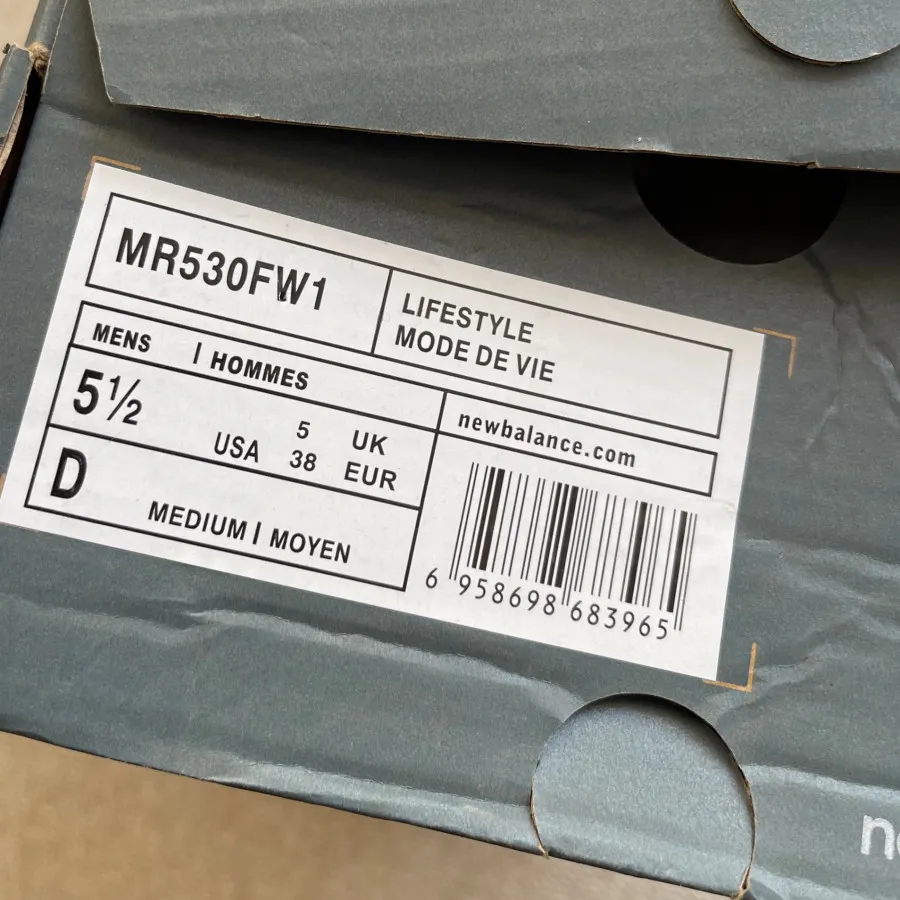 MR530FW1
LIFESTYLE
MODE DE VIE
MENS | HOMMES
5½ USA
5 UK
38 EUR
D
MEDIUM | MOYEN
newbalance.com
6 958698 683965